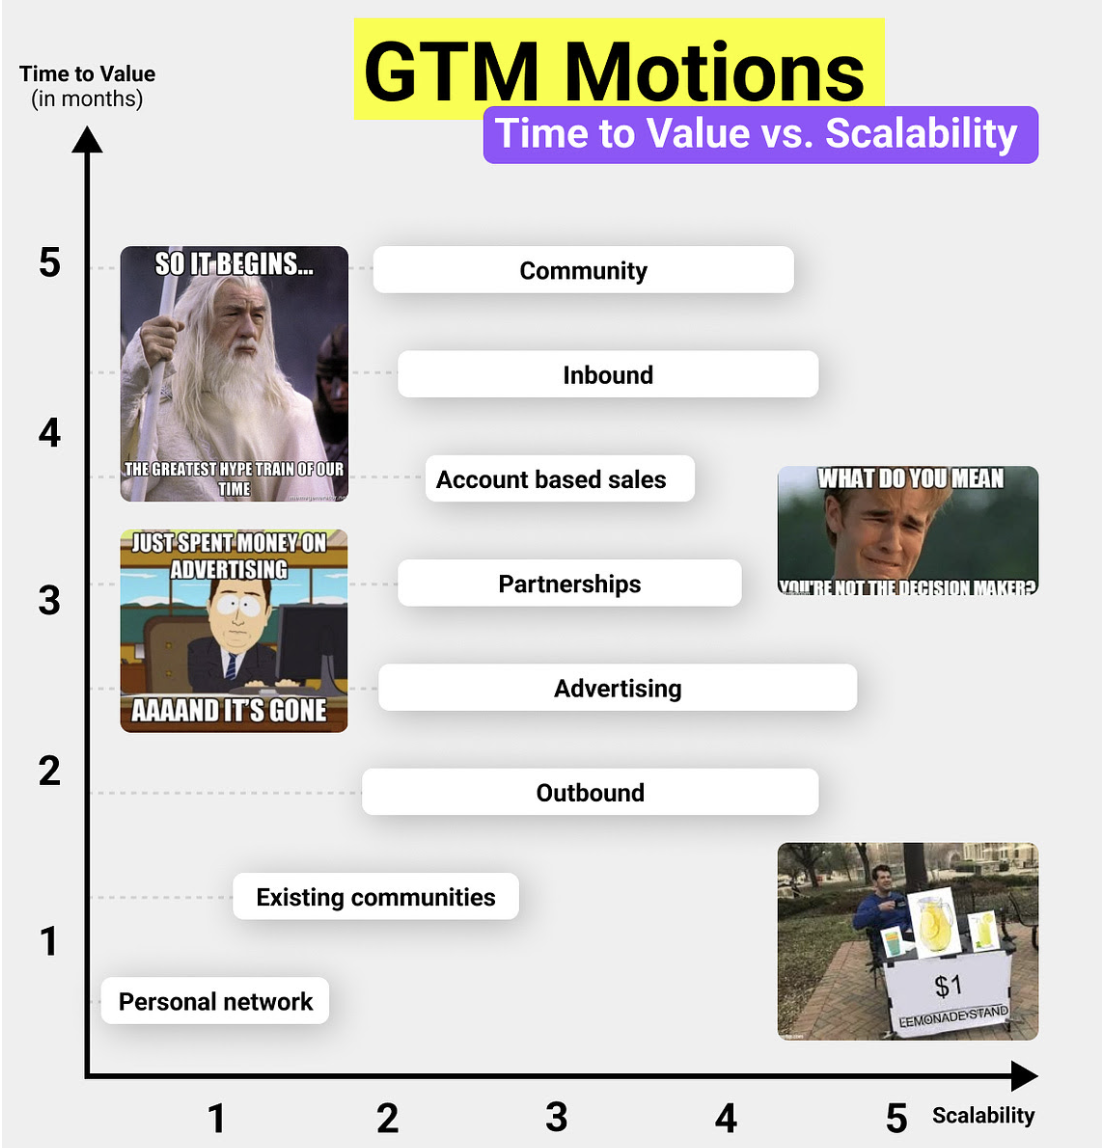 GTM Motions
Time to Value vs. Scalability
Time to Value
(in months)
5
SO IT BEGINS...
THE GREATEST HYPE TRAIN OF OUR
TIME
Community
Inbound
4
Account based sales
WHAT DO YOU MEAN
YOU'RE NOT THE DECISION MAKER?
JUST SPENT MONEY ON
ADVERTISING
AAAAND IT'S GONE
3
Partnerships
Advertising
2
Outbound
Existing communities
1
$1
LEMONADE STAND
Personal network
1
2
3
4
5
Scalability